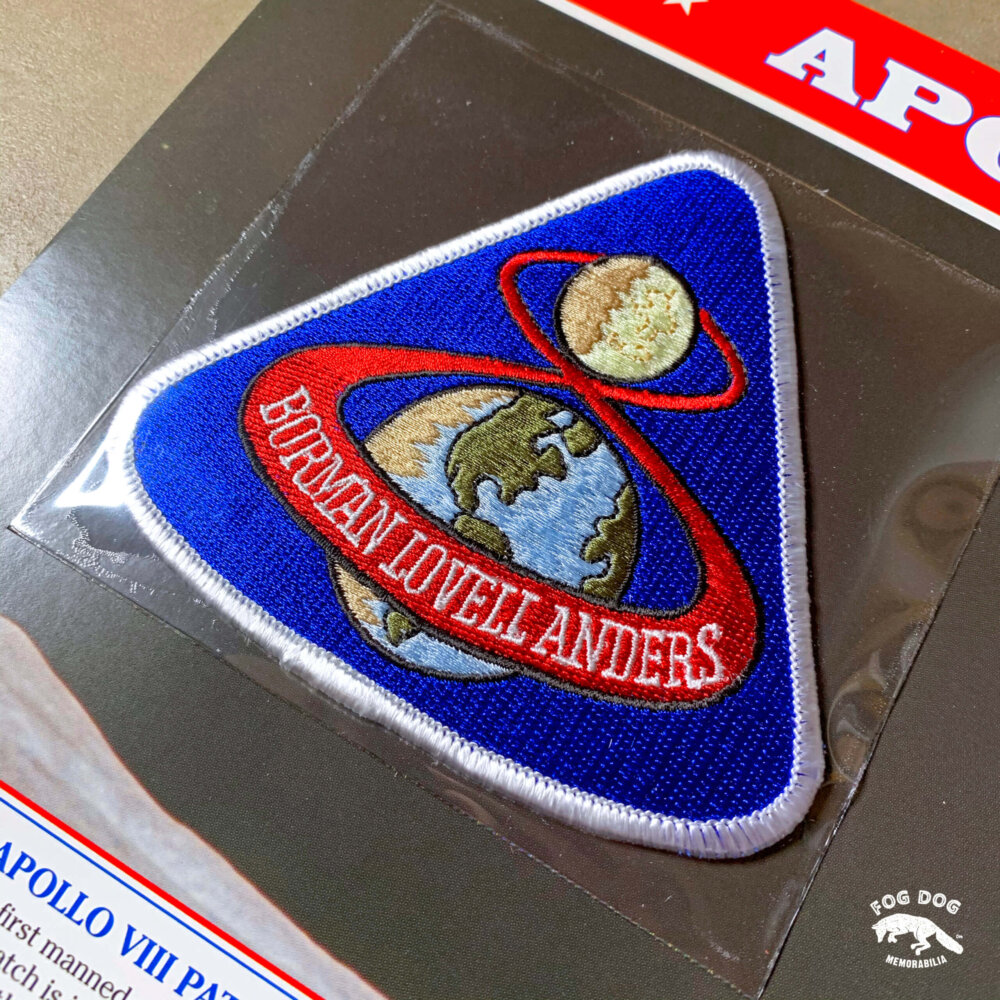 APO
BORMAN LOVELL ANDERS
APOLLO VIII PAT
first manned
atch is i
FOG DOG
MEMORABILIA